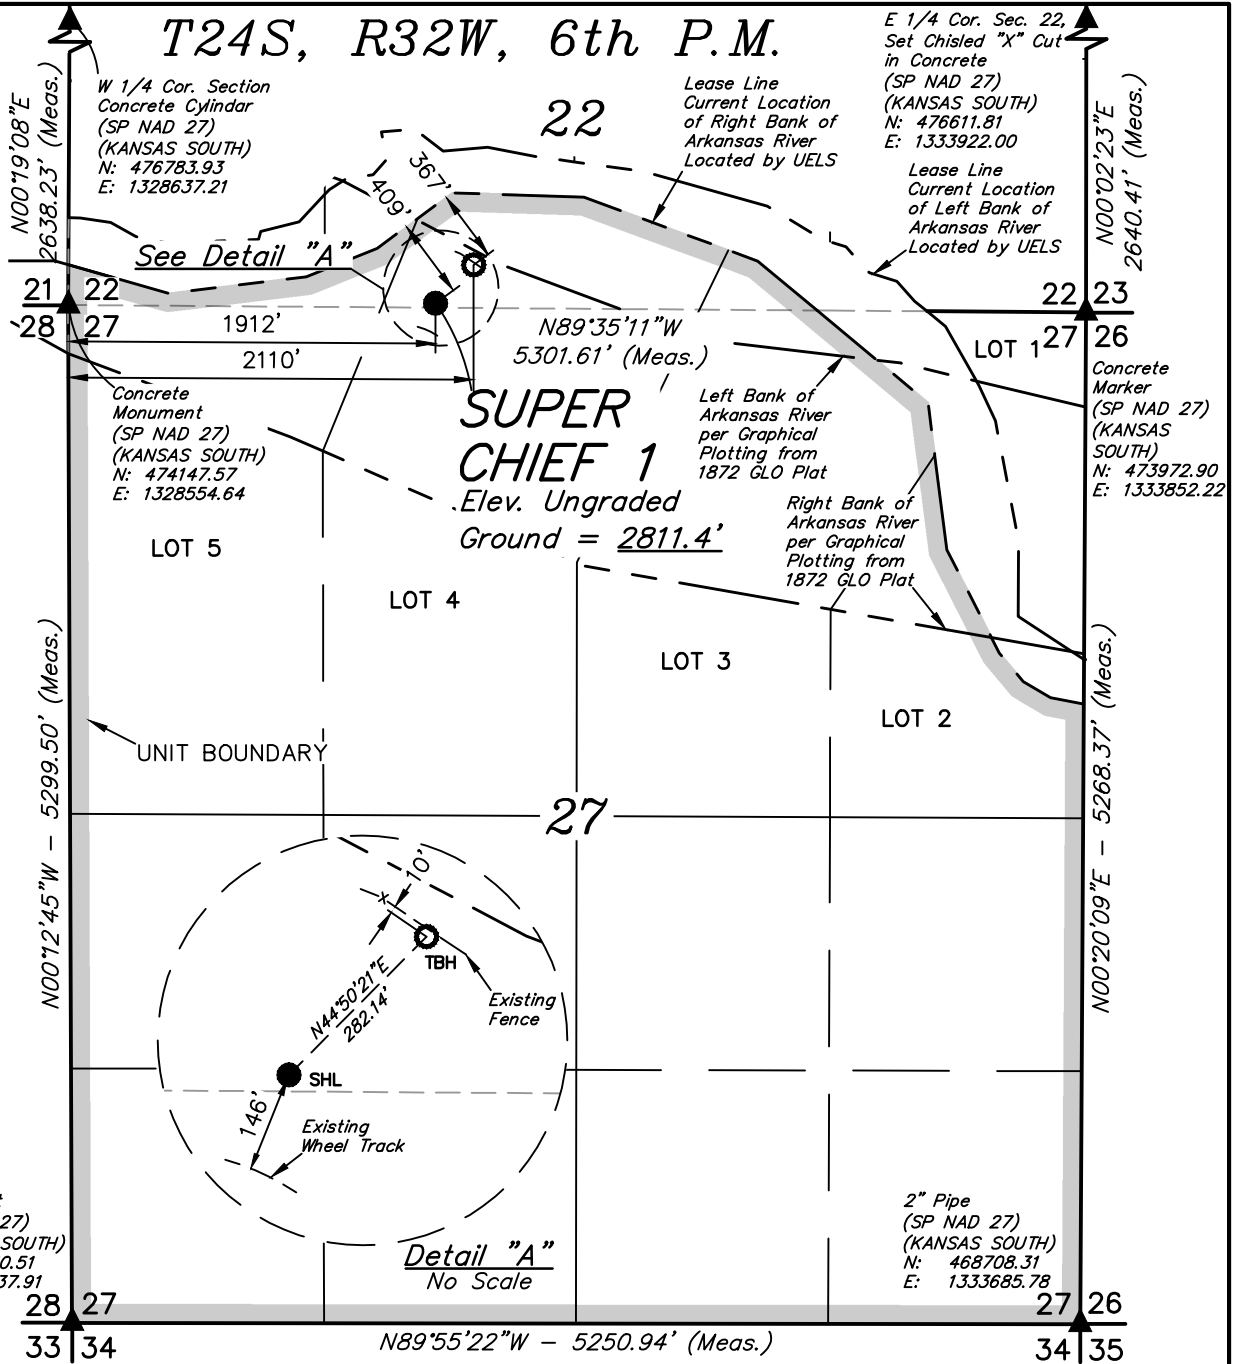 T24S, R32W, 6th P.M.
W 1/4 Cor. Section
Concrete Cylindar
(SP NAD 27)
(KANSAS SOUTH)
N: 476783.93
E: 1328637.21
22
Lease Line
Current Location
of Right Bank of
Arkansas River
Located by UELS
E 1/4 Cor. Sec. 22,
Set Chisled "X" Cut
in Concrete
(SP NAD 27)
(KANSAS SOUTH)
N: 476611.81
E: 1333922.00
Lease Line
Current Location
of Left Bank of
Arkansas River
Located by UELS
N00°19'08"E
2638.23' (Meas.)
N00°02'23"E
2640.41' (Meas.)
367'
409'
See Detail "A"
21 22
28 27
22 23
27 26
1912'
2110'
N89°35'11"W
5301.61' (Meas.)
LOT 1
Concrete
Monument
(SP NAD 27)
(KANSAS SOUTH)
N: 474147.57
E: 1328554.64
SUPER
CHIEF 1
Elev. Ungraded
Ground = 2811.4'
Left Bank of
Arkansas River
per Graphical
Plotting from
1872 GLO Plat
Concrete
Marker
(SP NAD 27)
(KANSAS
SOUTH)
N: 473972.90
E: 1333852.22
Right Bank of
Arkansas River
per Graphical
Plotting from
1872 GLO Plat
LOT 5
LOT 4
LOT 3
LOT 2
UNIT BOUNDARY
N00°12'45"W - 5299.50' (Meas.)
N00°20'09"E - 5268.37' (Meas.)
27
10'
x
TBH
N44°50'21"E
282.14'
Existing
Fence
SHL
146'
Existing
Wheel Track
Detail "A"
No Scale
27)
SOUTH)
0.51
37.91
2" Pipe
(SP NAD 27)
(KANSAS SOUTH)
N: 468708.31
E: 1333685.78
28 27
33 34
27 26
34 35
N89°55'22"W - 5250.94' (Meas.)